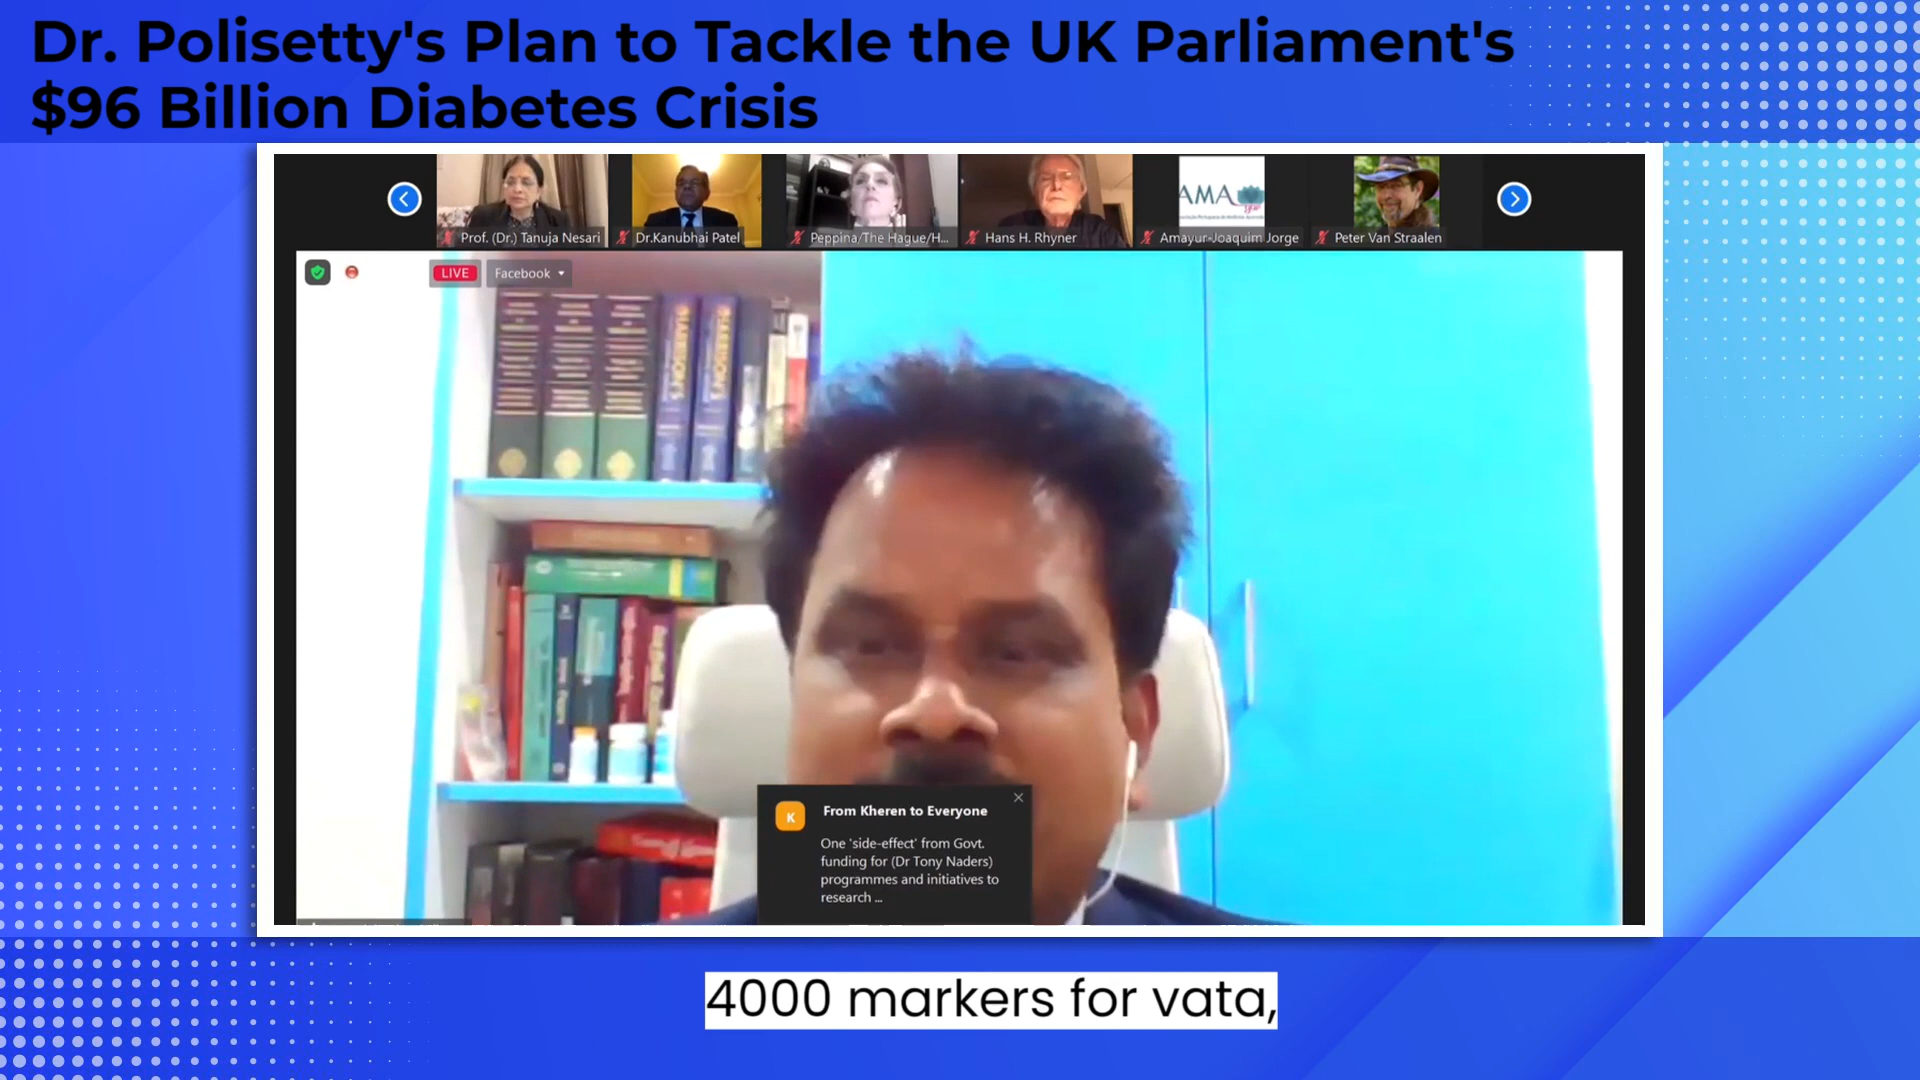 Dr. Polisetty's Plan to Tackle the UK Parliament's
$96 Billion Diabetes Crisis
Prof. (Dr.) Tanuja Nesari
Dr.Kanubhai Patel
Peppina/The Hague/H...
Hans H. Rhyner
Amayur-Joaquim Jorge
Peter Van Straalen
AMA
LIVE
Facebook
HARRISON'S
HARRISON'S
K
From Kheren to Everyone
One 'side-effect' from Govt.
funding for (Dr Tony Naders)
programmes and initiatives to
research ...
4000 markers for vata,